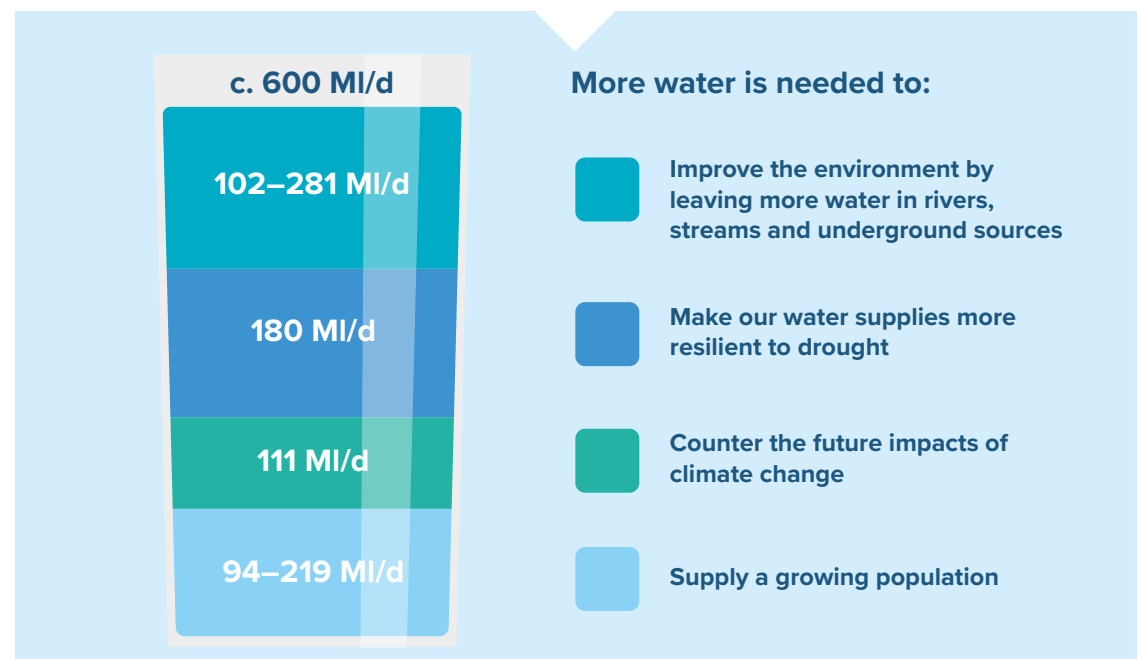 c. 600 Ml/d
102–281 Ml/d
180 Ml/d
111 Ml/d
94–219 Ml/d
More water is needed to:
Improve the environment by
leaving more water in rivers,
streams and underground sources
Make our water supplies more
resilient to drought
Counter the future impacts of
climate change
Supply a growing population